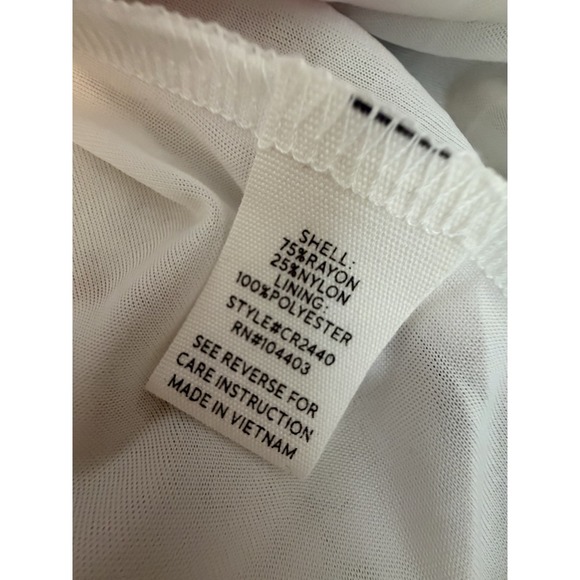 SHELL:
75%RAYON
25%NYLON
LINING:
100%POLYESTER
STYLE#CR2440
RN#104403
SEE REVERSE FOR
CARE INSTRUCTION
MADE IN VIETNAM